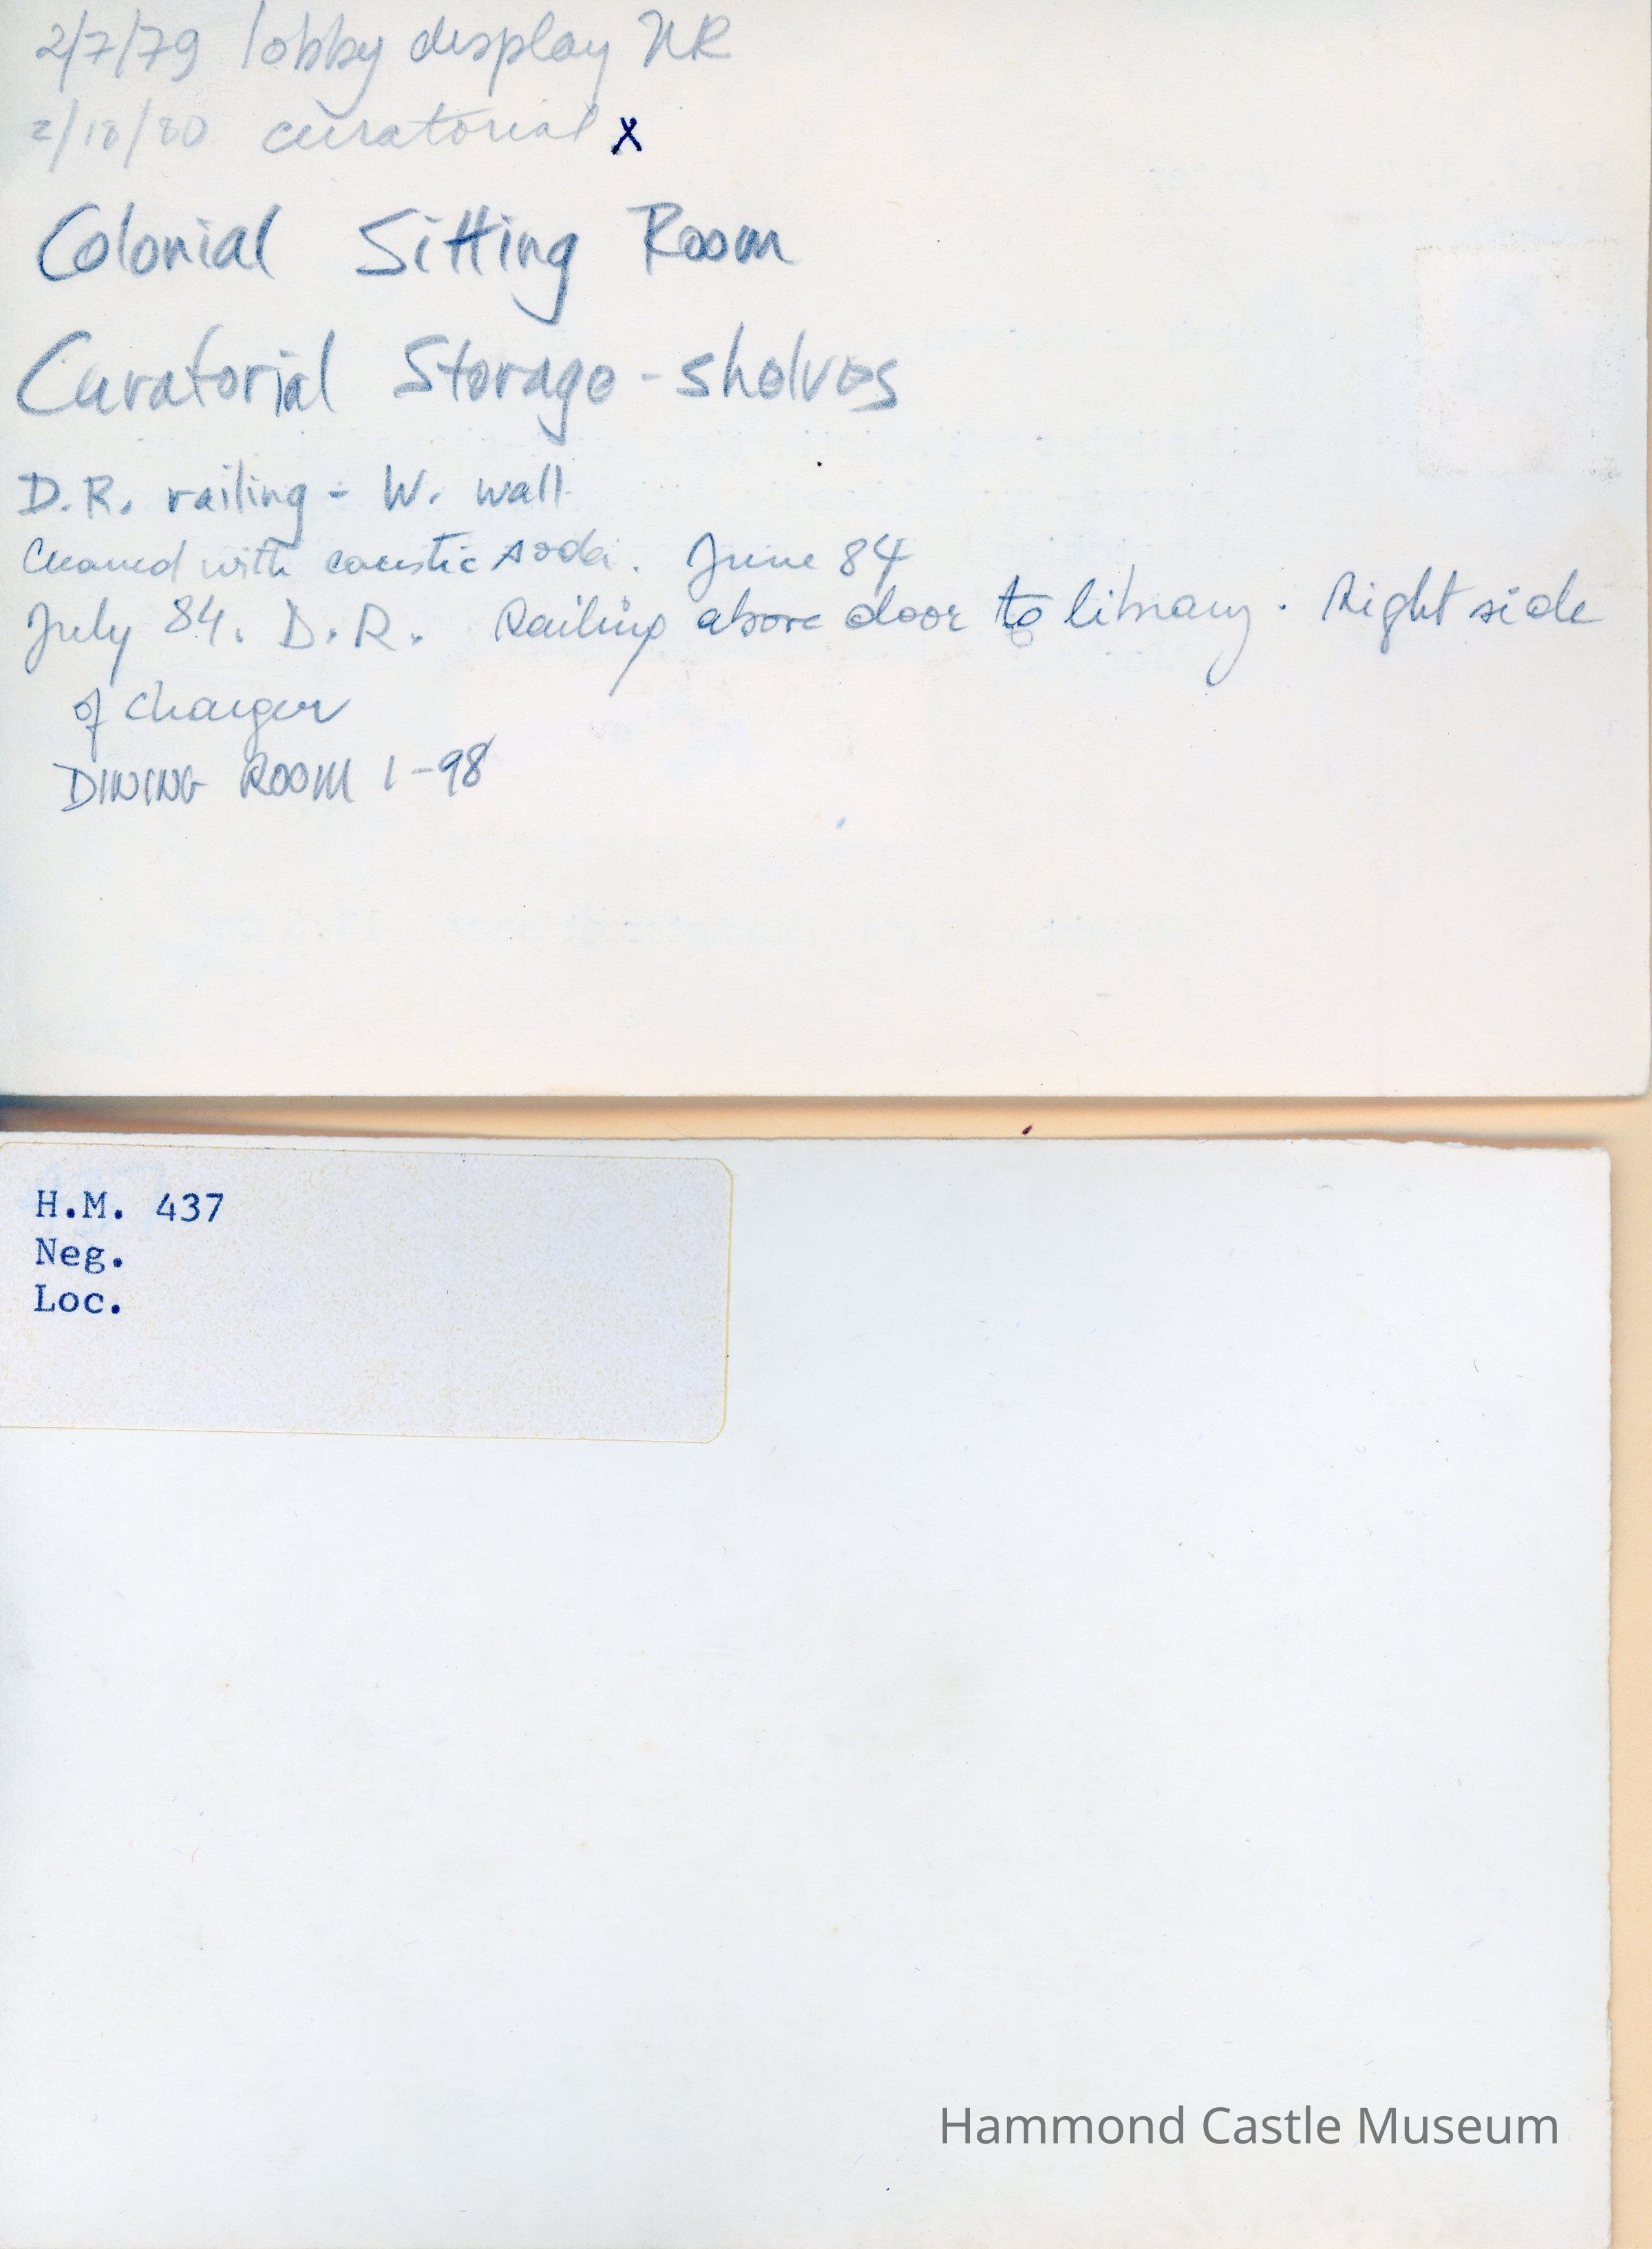 2/7/79 lobby display NR
2/18/80 curatorial x
Colonial Sitting Room
Curatorial Storage - shelves
D.R. railing - W. wall
Cleaned with caustic soda. June 84
July 84. D.R. Railing above door to library. Right side
of charger
DINING ROOM 1-98
H.M. 437
Neg.
Loc.
Hammond Castle Museum